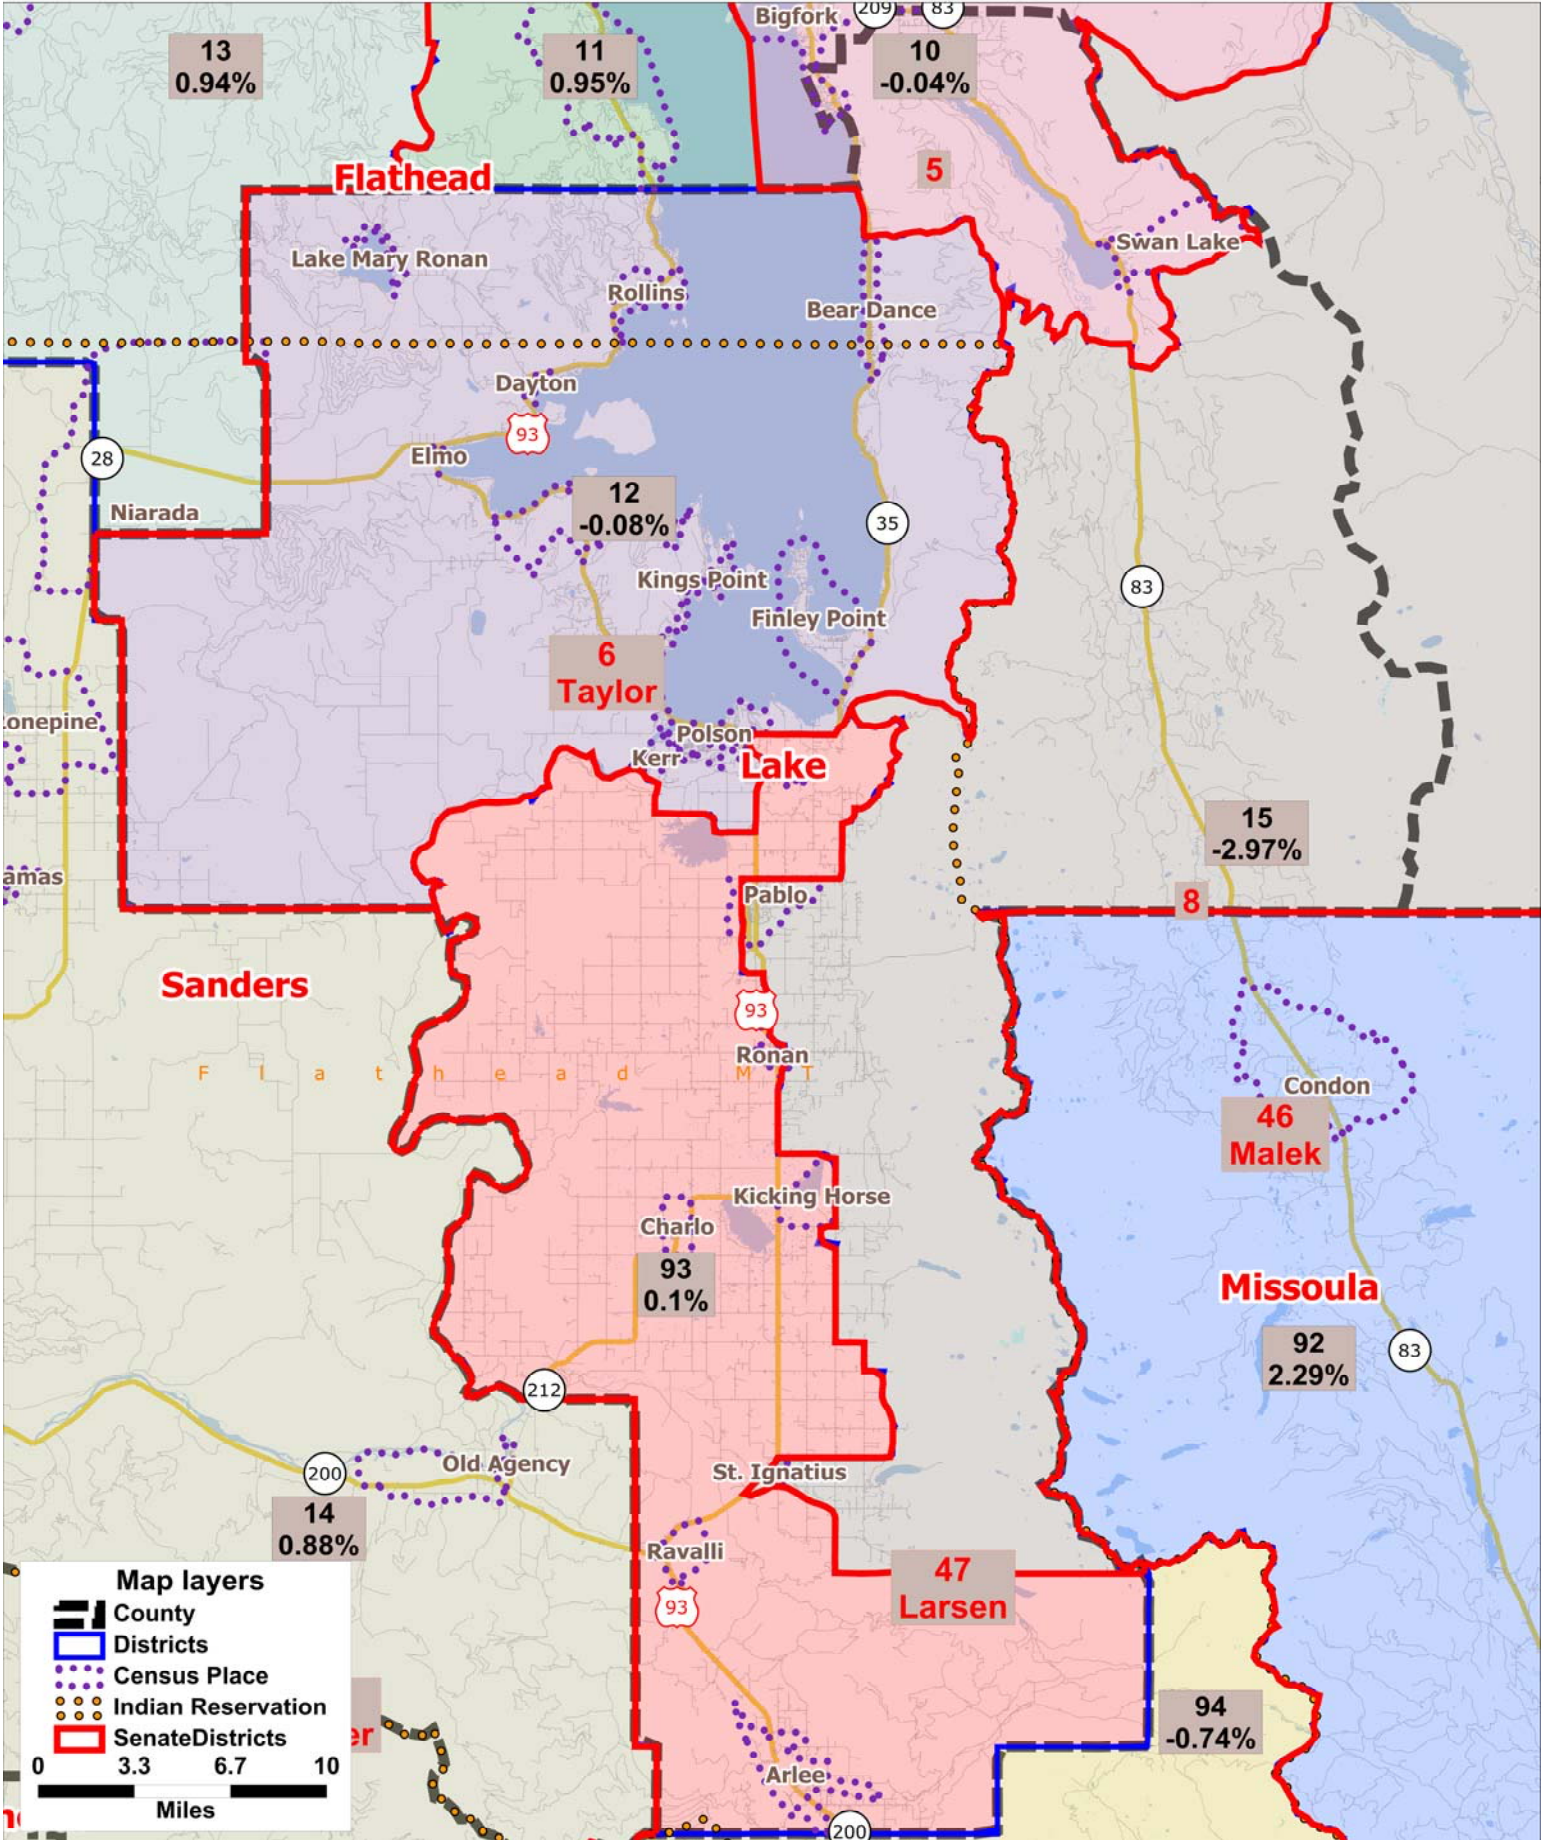 Bigfork
209
83
13
0.94%
11
0.95%
10
-0.04%
Flathead
5
Lake Mary Ronan
Swan Lake
Rollins
Bear Dance
Dayton
93
Elmo
28
Niarada
12
-0.08%
35
Kings Point
83
Finley Point
6
Taylor
Lonepine
Polson
Kerr
Lake
15
-2.97%
amas
Pablo
8
Sanders
93
Ronan
Flathead MT
Condon
46
Malek
Kicking Horse
Charlo
93
0.1%
Missoula
92
2.29%
83
212
Old Agency
200
St. Ignatius
14
0.88%
Ravalli
93
47
Larsen
Map layers
County
Districts
Census Place
Indian Reservation
SenateDistricts
er
0 3.3 6.7 10
Miles
94
-0.74%
Arlee
200